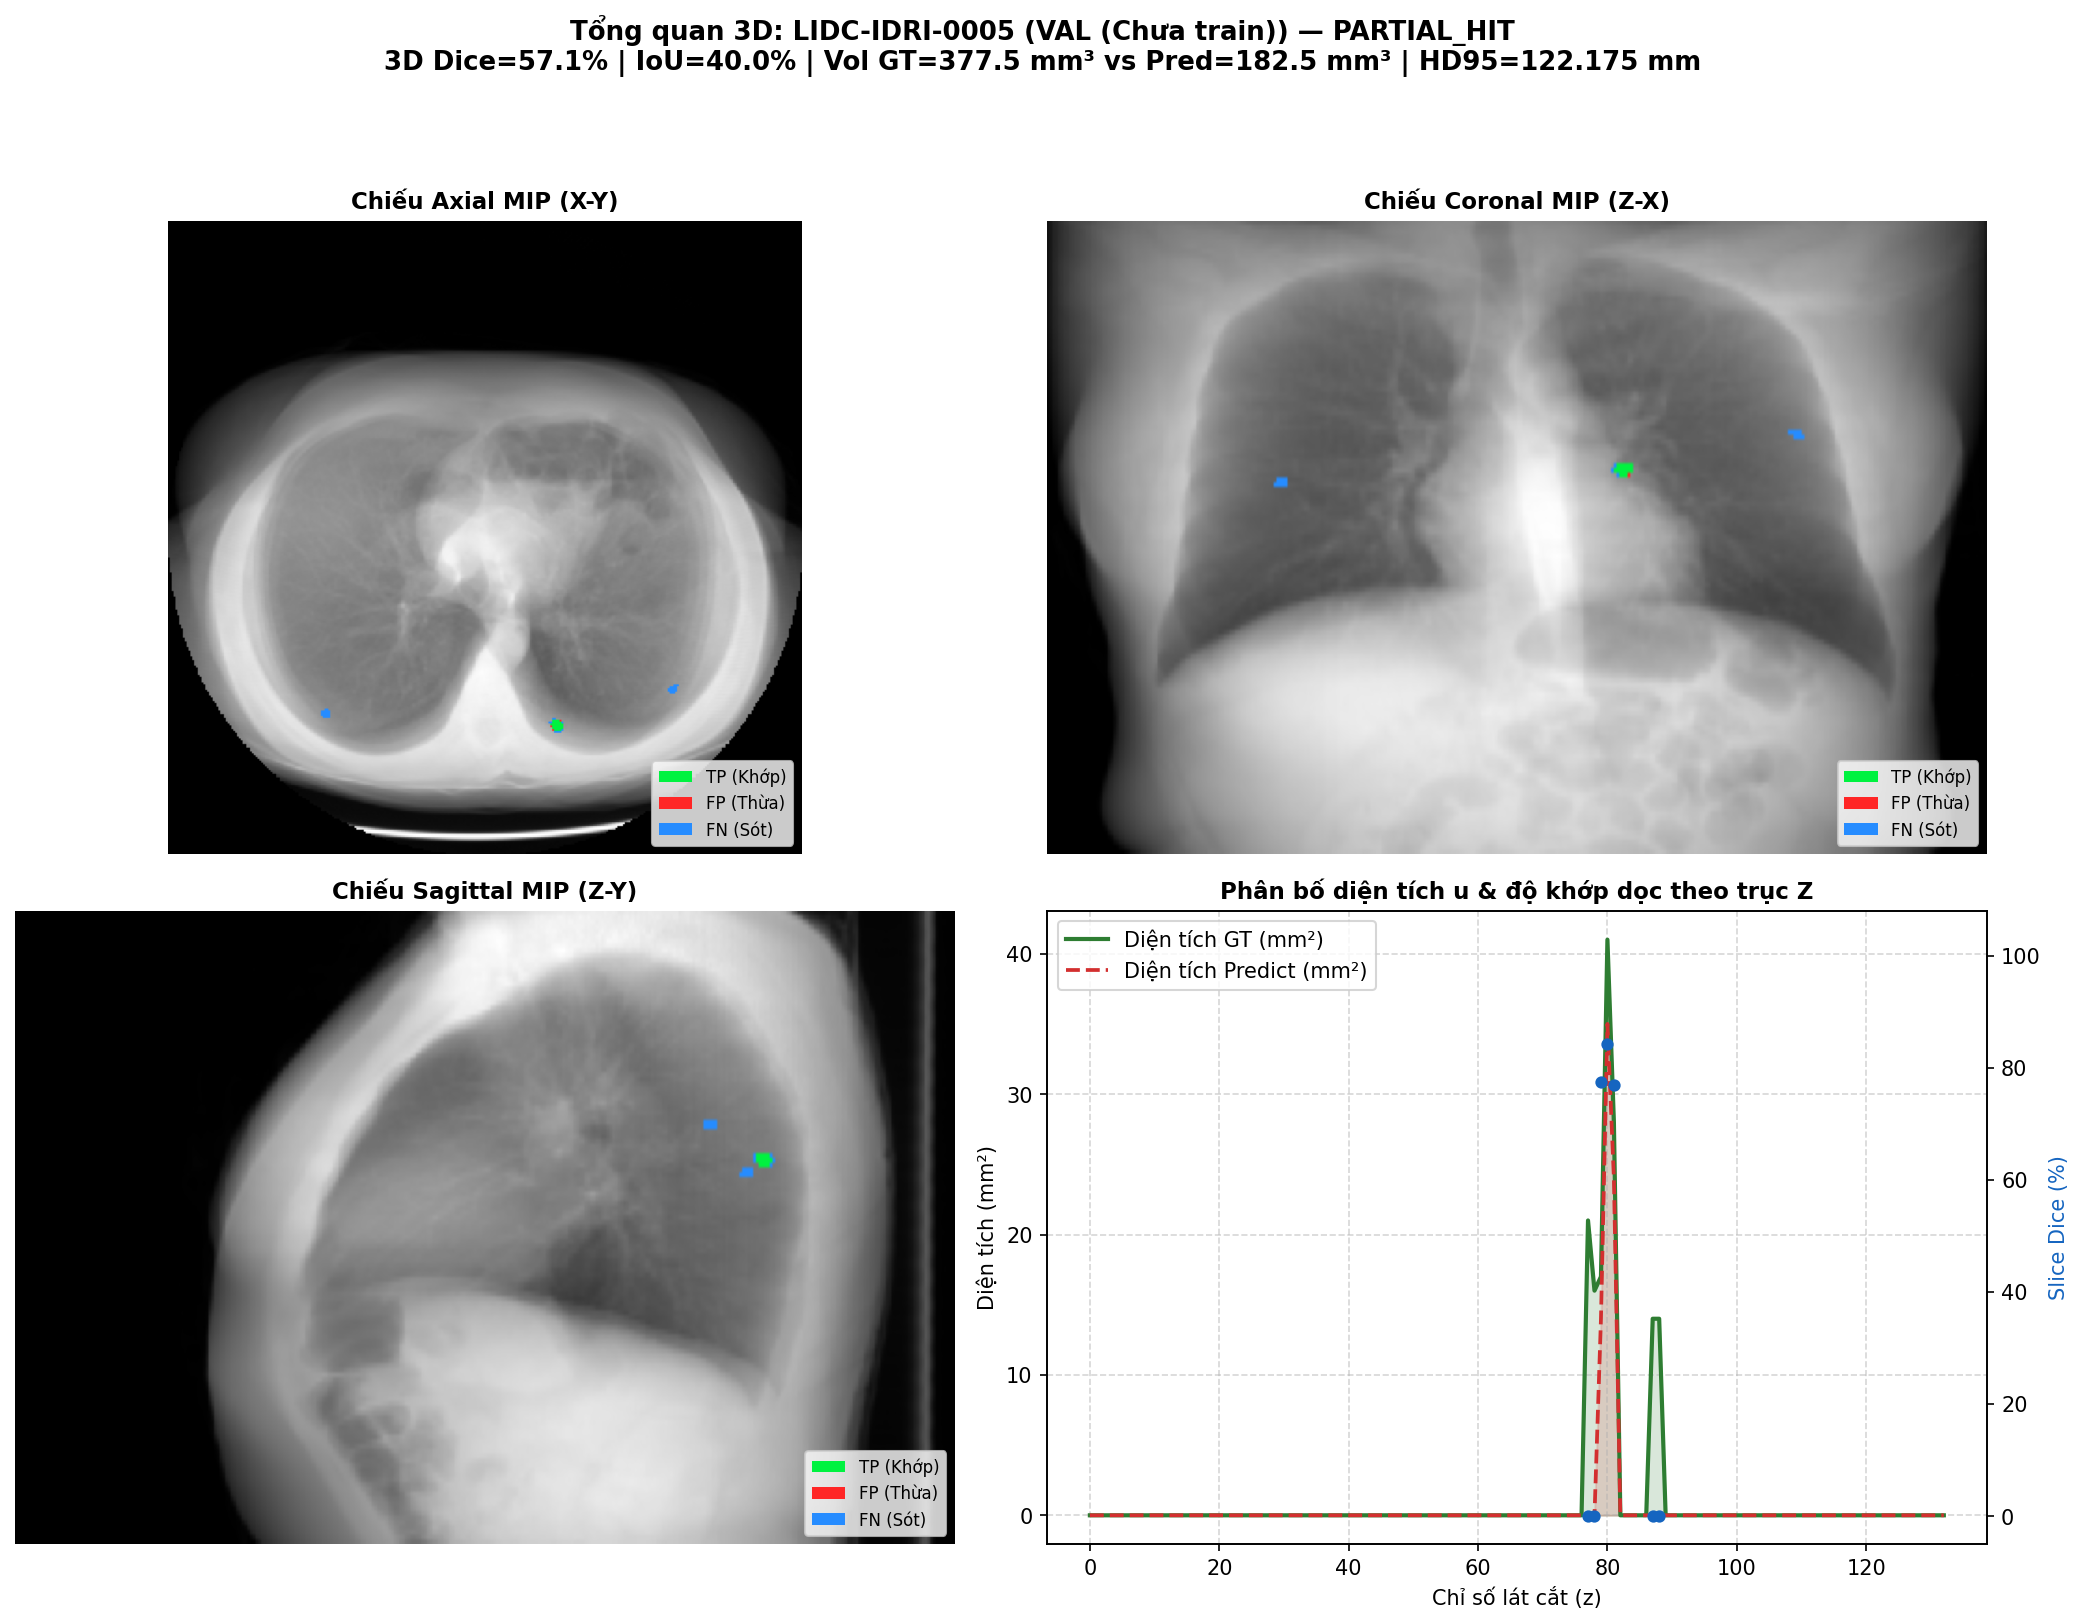 Tổng quan 3D: LIDC-IDRI-0005 (VAL (Chưa train)) — PARTIAL_HIT
3D Dice=57.1% | IoU=40.0% | Vol GT=377.5 mm³ vs Pred=182.5 mm³ | HD95=122.175 mm
Chiếu Axial MIP (X-Y)
TP (Khớp)
FP (Thừa)
FN (Sót)
Chiếu Coronal MIP (Z-X)
TP (Khớp)
FP (Thừa)
FN (Sót)
Chiếu Sagittal MIP (Z-Y)
TP (Khớp)
FP (Thừa)
FN (Sót)
Phân bố diện tích u & độ khớp dọc theo trục Z
Diện tích GT (mm²)
Diện tích Predict (mm²)
Diện tích (mm²)
40
30
20
10
0
100
80
60
40
20
0
Slice Dice (%)
0 20 40 60 80 100 120
Chỉ số lát cắt (z)